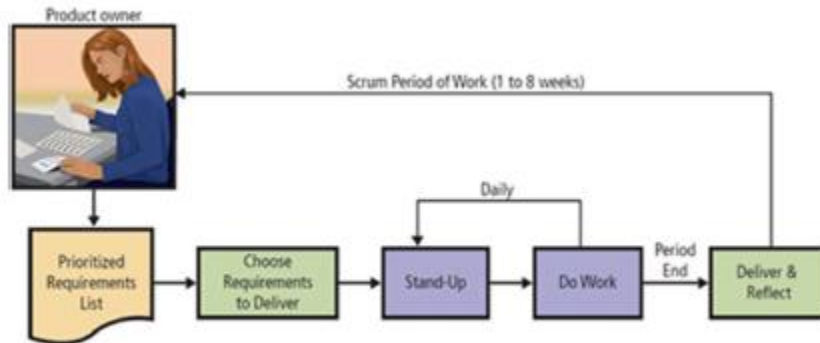 Product owner
Scrum Period of Work (1 to 8 weeks)
Daily
Prioritized
Requirements
List
Choose
Requirements
to Deliver
Stand-Up
Do Work
Period
End
Deliver &
Reflect